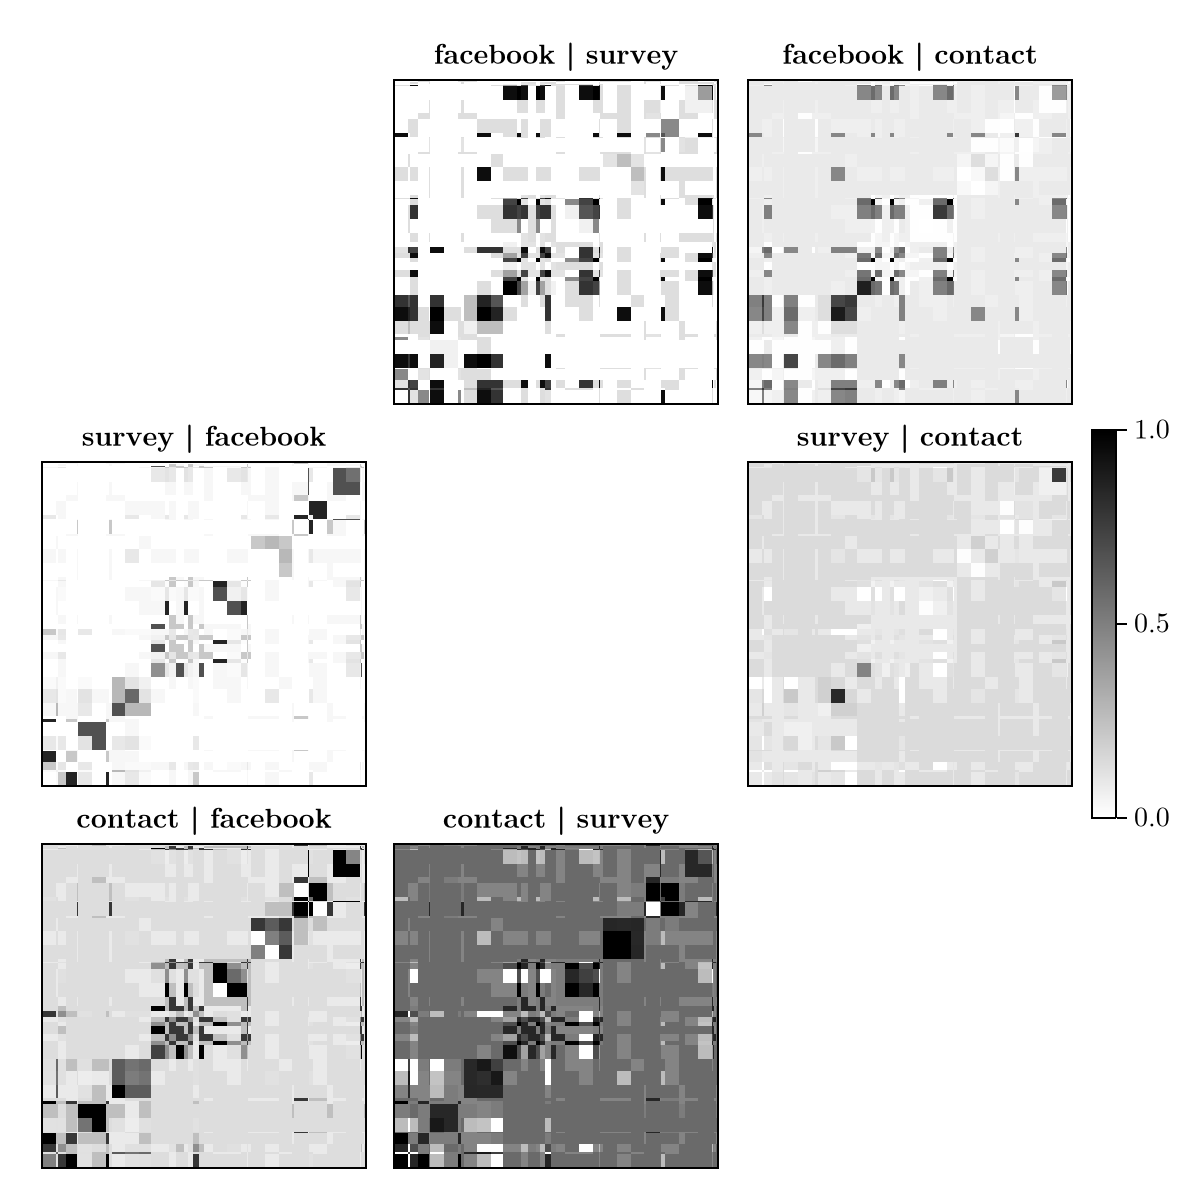 facebook | survey
facebook | contact
survey | facebook
survey | contact
1.0
0.5
0.0
contact | facebook
contact | survey